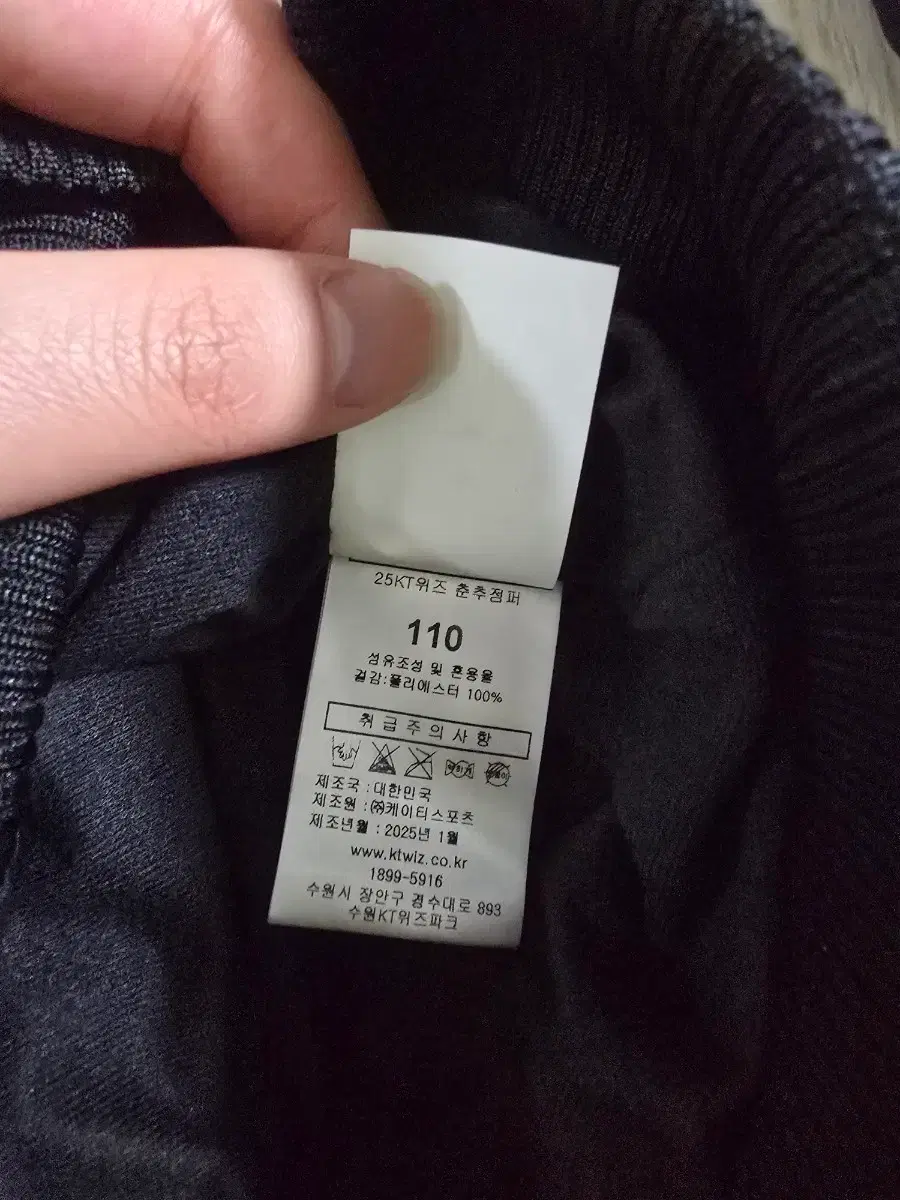 25KT위즈 춘추점퍼
110
섬유조성 및 혼용율
겉감:폴리에스터 100%
취급주의사항
제조국 : 대한민국
제조원 : ㈜케이티스포츠
제조년월 : 2025년 1월
www.ktwiz.co.kr
1899-5916
수원시 장안구 경수대로 893
수원KT위즈파크